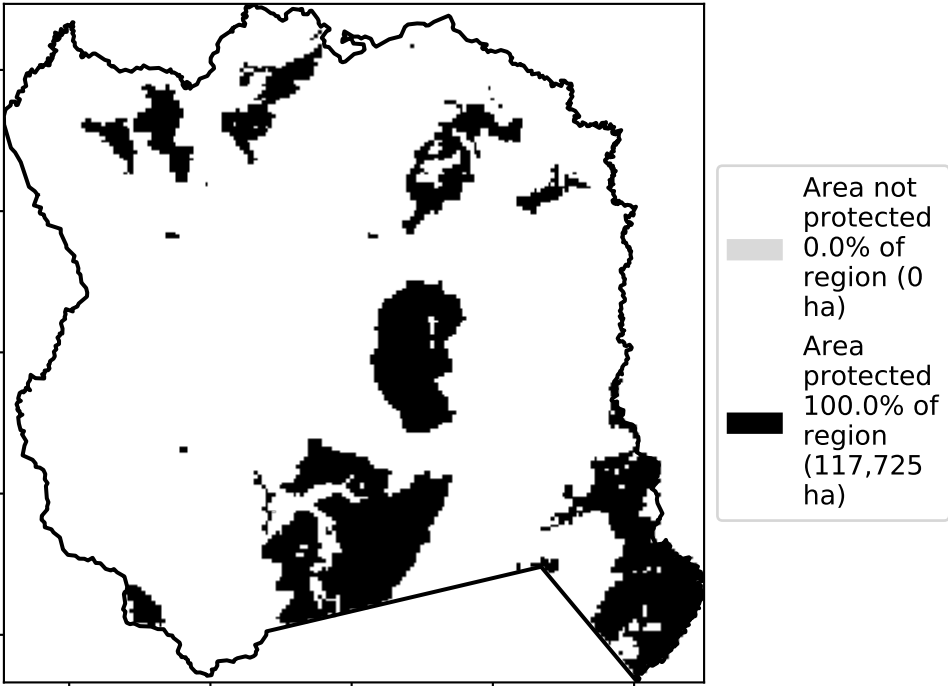 Area not
protected
0.0% of
region (0
ha)
Area
protected
100.0% of
region
(117,725
ha)